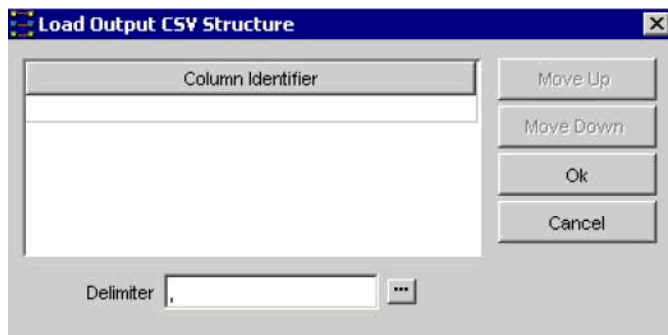 Load Output CSV Structure
Column Identifier
Move Up
Move Down
Ok
Cancel
Delimiter ,
...